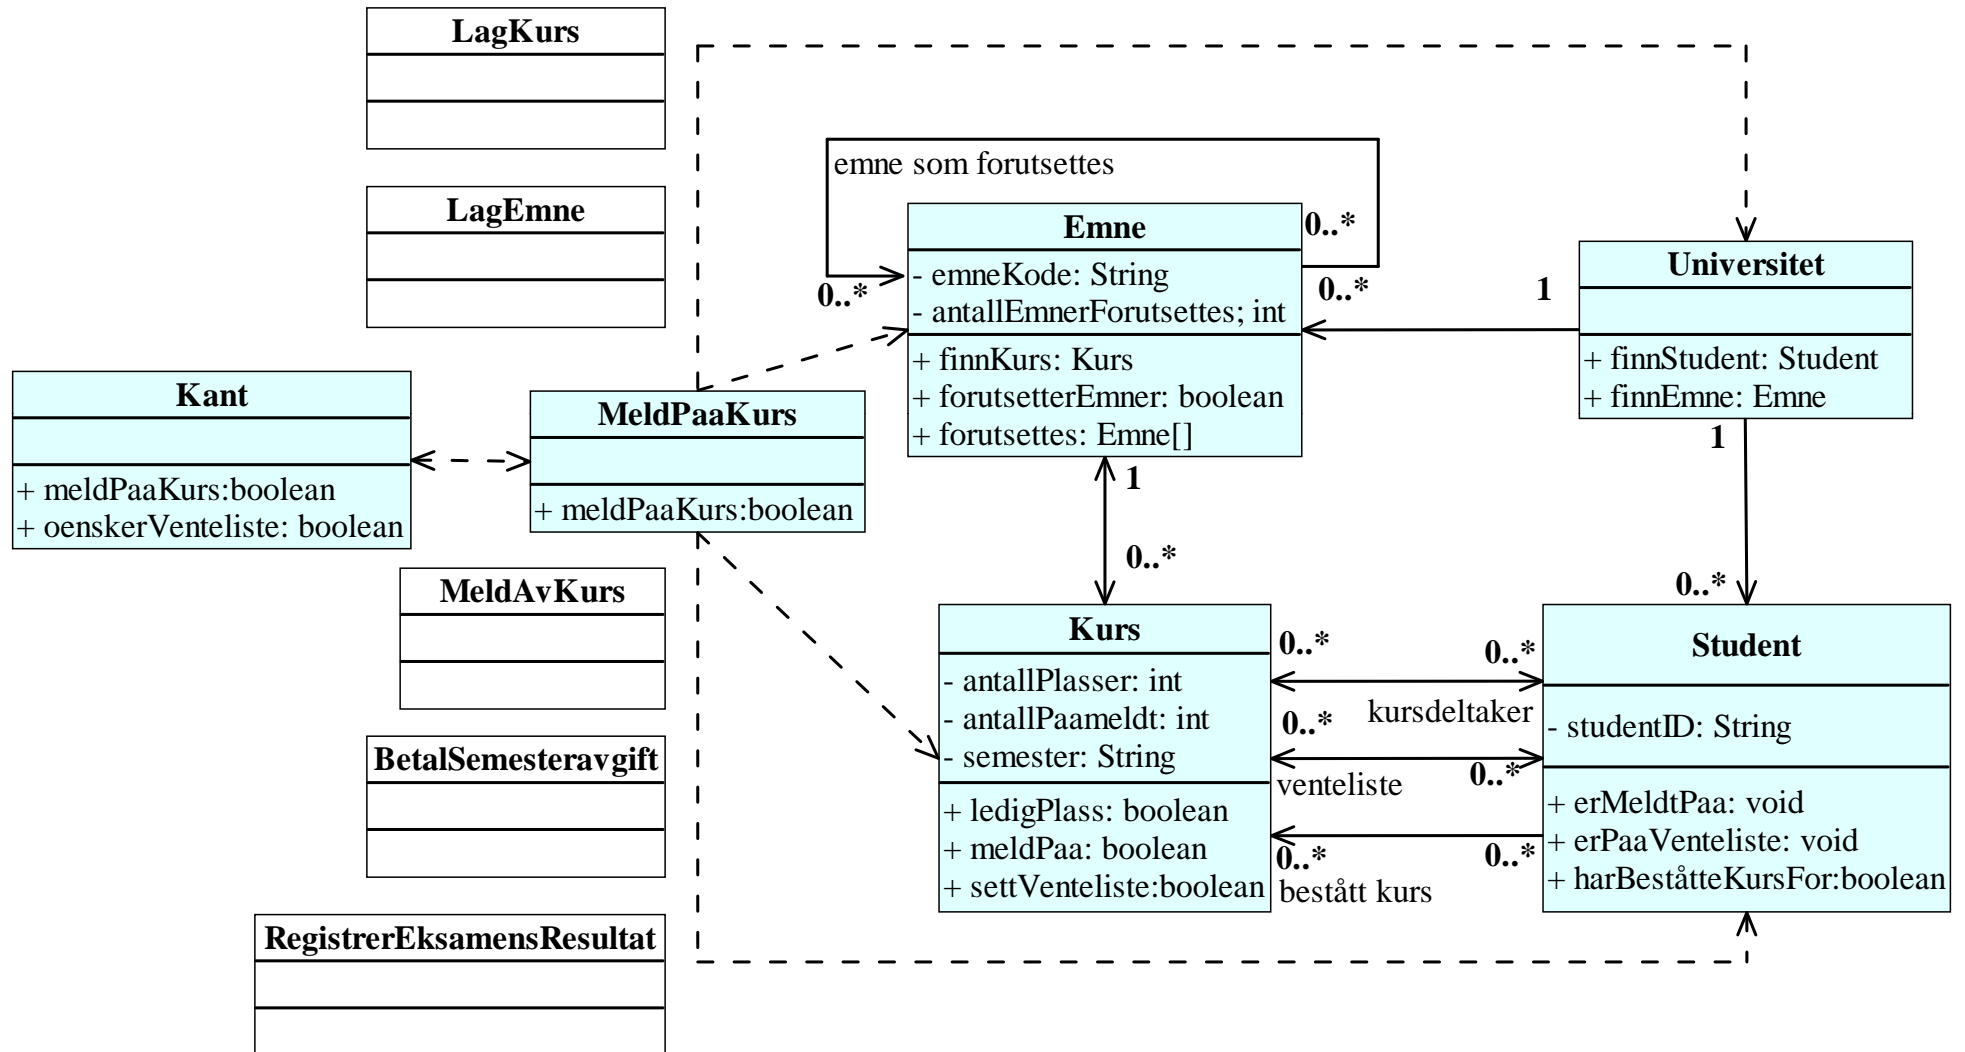 LagKurs
LagEmne
emne som forutsettes
Emne
0..*
- emneKode: String
0..*
0..*
- antallEmnerForutsettes; int
+ finnKurs: Kurs
+ forutsetterEmner: boolean
+ forutsettes: Emne[]
1
Universitet
+ finnStudent: Student
+ finnEmne: Emne
Kant
+ meldPaaKurs:boolean
+ oenskerVenteliste: boolean
MeldPaaKurs
+ meldPaaKurs:boolean
1
1
0..*
0..*
MeldAvKurs
Kurs
- antallPlasser: int
- antallPaameldt: int
- semester: String
+ ledigPlass: boolean
+ meldPaa: boolean
+ settVenteliste:boolean
0..*
0..*
kursdeltaker
0..*
0..*
venteliste
0..*
0..*
bestått kurs
Student
- studentID: String
+ erMeldtPaa: void
+ erPaaVenteliste: void
+ harBeståtteKursFor:boolean
BetalSemesteravgift
RegistrerEksamensResultat